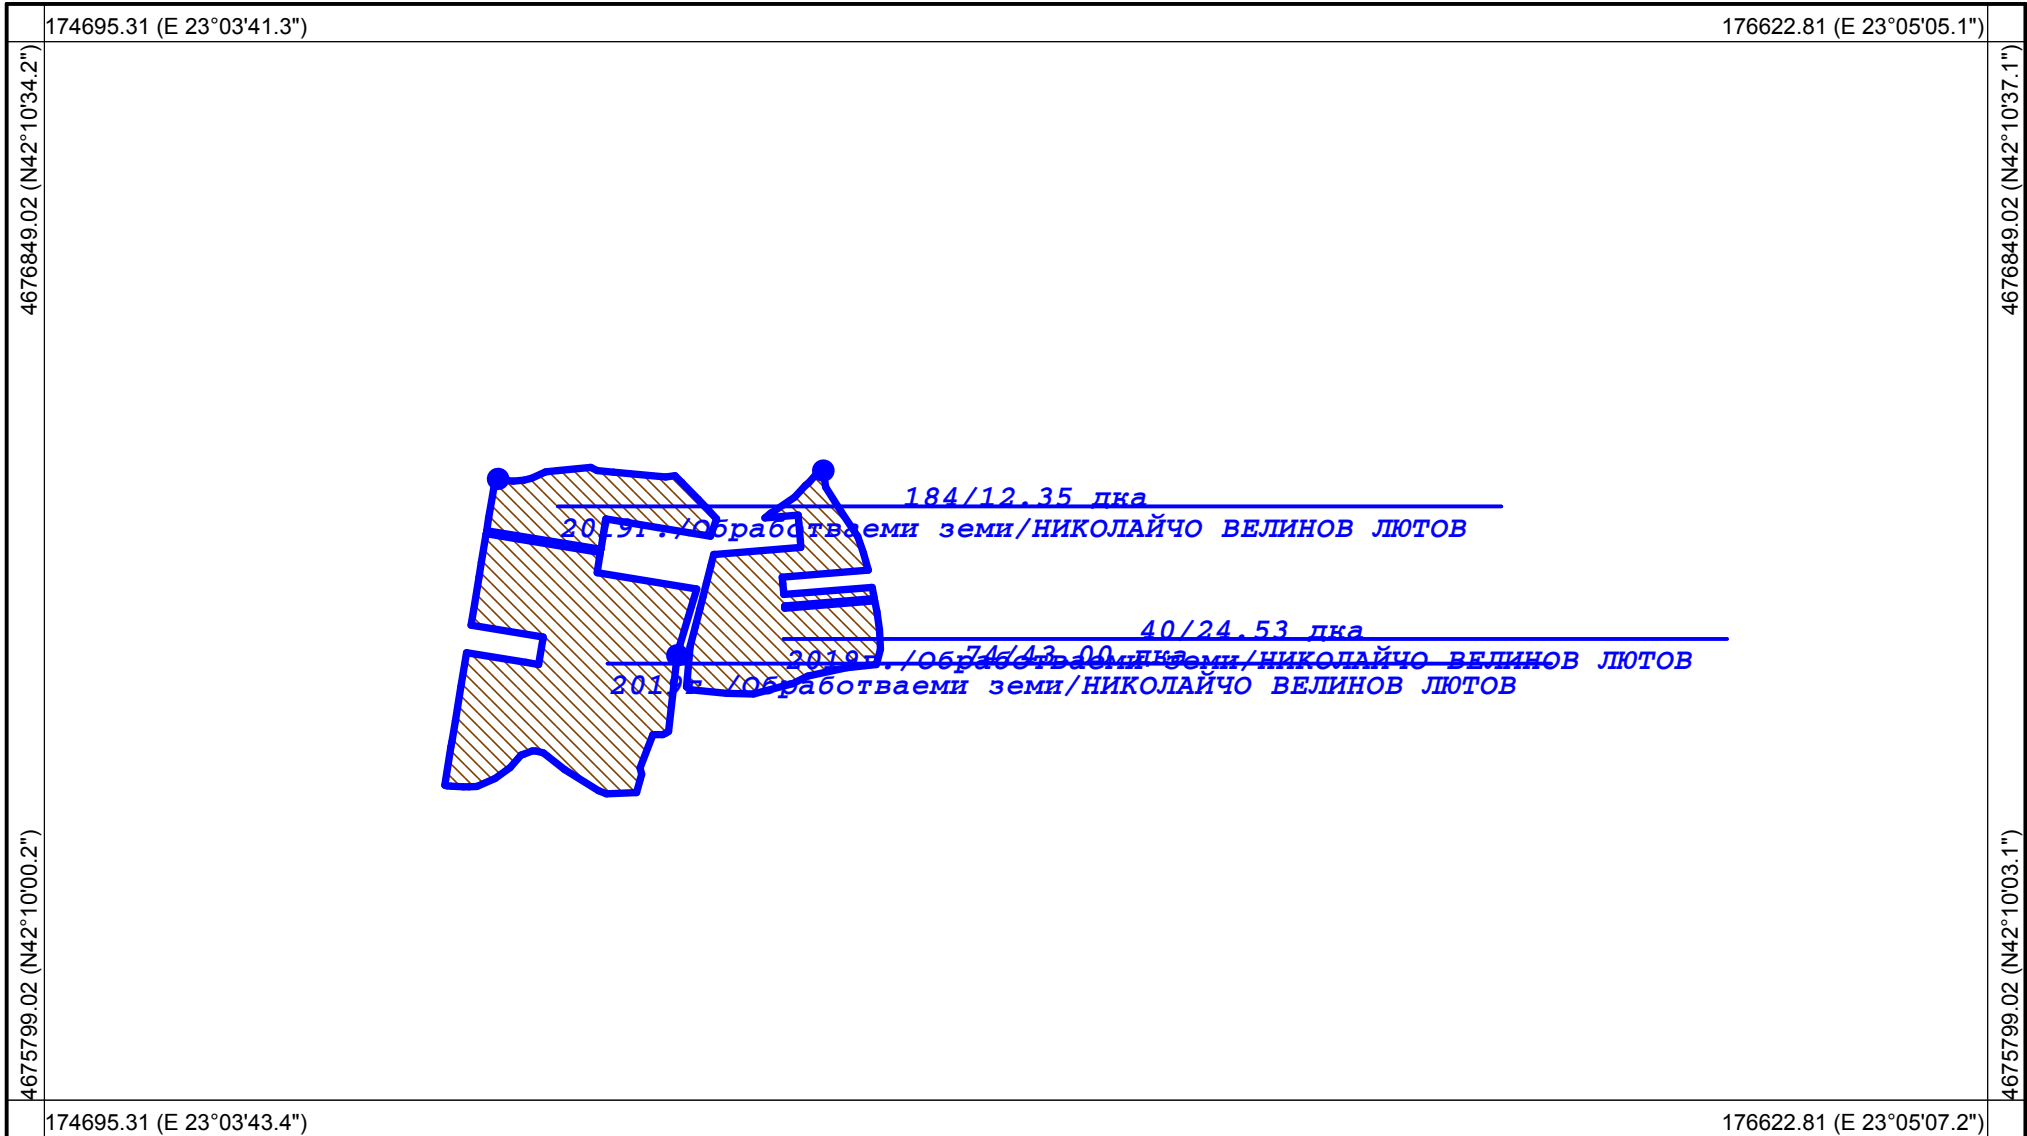 174695.31 (E 23°03'41.3")
176622.81 (E 23°05'05.1")
4676849.02 (N42°10'34.2")
4676849.02 (N42°10'37.1")
184/12.35 дка
2019г./Обработваеми земи/НИКОЛАЙЧО ВЕЛИНОВ ЛЮТОВ
40/24.53 дка
2019г./Обработваеми земи/НИКОЛАЙЧО ВЕЛИНОВ ЛЮТОВ
74/43.00 дка
2019г./Обработваеми земи/НИКОЛАЙЧО ВЕЛИНОВ ЛЮТОВ
4675799.02 (N42°10'00.2")
4675799.02 (N42°10'03.1")
174695.31 (E 23°03'43.4")
176622.81 (E 23°05'07.2")